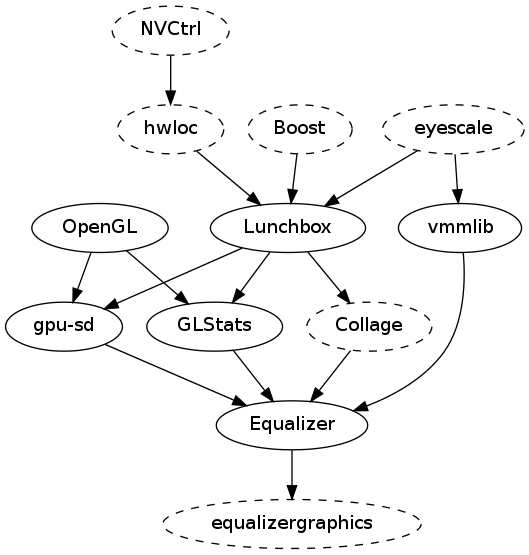 NVCtrl
hwloc
Boost
eyescale
OpenGL
Lunchbox
vmmlib
gpu-sd
GLStats
Collage
Equalizer
equalizergraphics